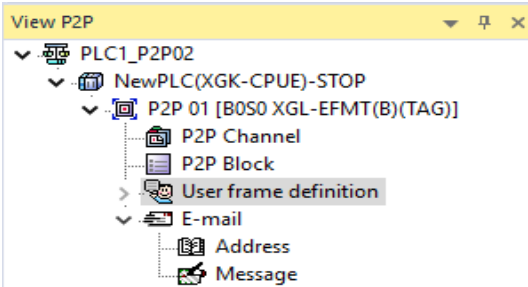 View P2P
PLC1_P2P02
NewPLC(XGK-CPUE)-STOP
P2P 01 [B0S0 XGL-EFMT(B)(TAG)]
P2P Channel
P2P Block
User frame definition
E-mail
Address
Message